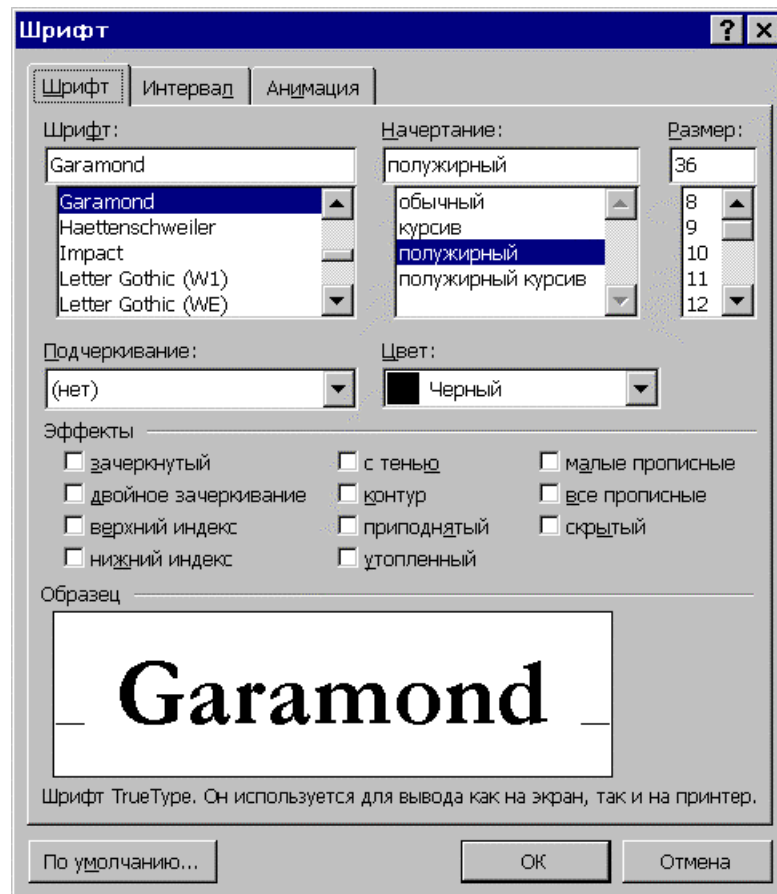 Шрифт
Шрифт Интервал Анимация
Шрифт: Начертание: Размер:
Garamond полужирный 36
Garamond обычный 8
Haettenschweiler курсив 9
Impact полужирный 10
Letter Gothic (W1) полужирный курсив 11
Letter Gothic (WE) 12
Подчеркивание: Цвет:
(нет) Черный
Эффекты
зачеркнутый с тенью малые прописные
двойное зачеркивание контур все прописные
верхний индекс приподнятый скрытый
нижний индекс утопленный
Образец
Garamond
Шрифт TrueType. Он используется для вывода как на экран, так и на принтер.
По умолчанию... ОК Отмена